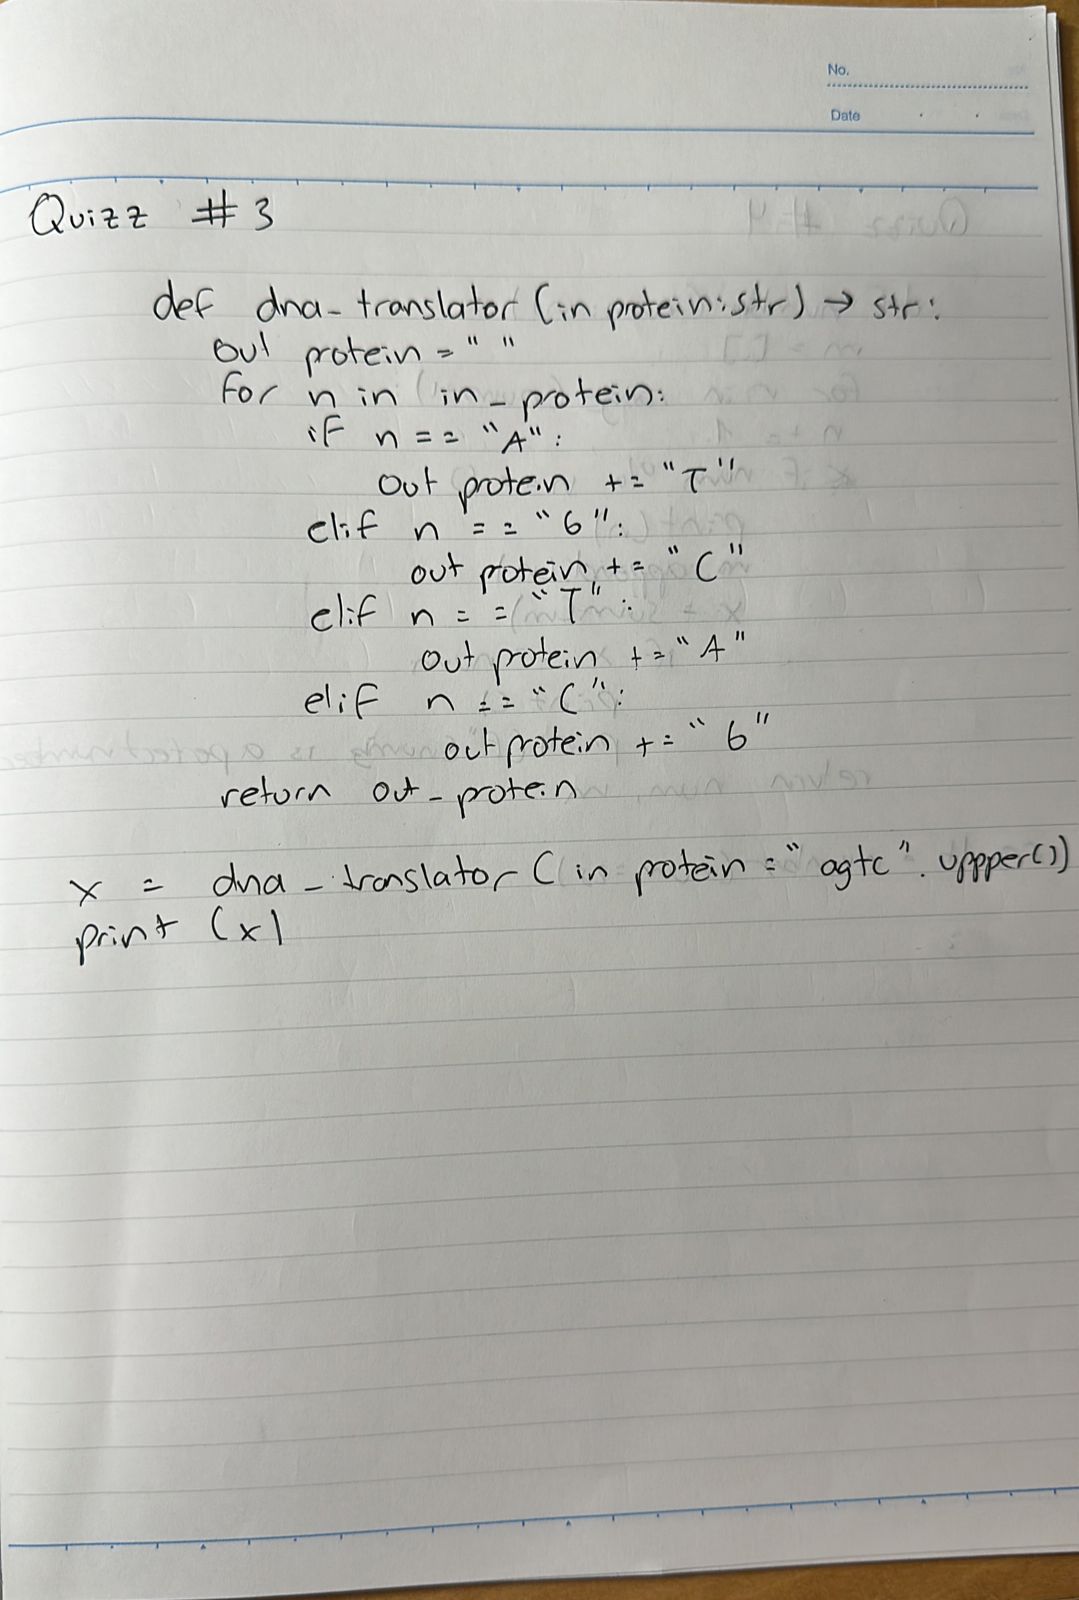 No.
Date
Quizz #3
def dna-translator (in protein:str) → str:
out protein = " "
for n in in-protein:
if n == "A":
out protein += "T"
elif n == "G":
out protein += "C"
elif n == "T":
out protein += "A"
elif n == "C":
out protein += "G"
return out-protein
x = dna-translator (in protein = "agtc". uppper())
print (x)